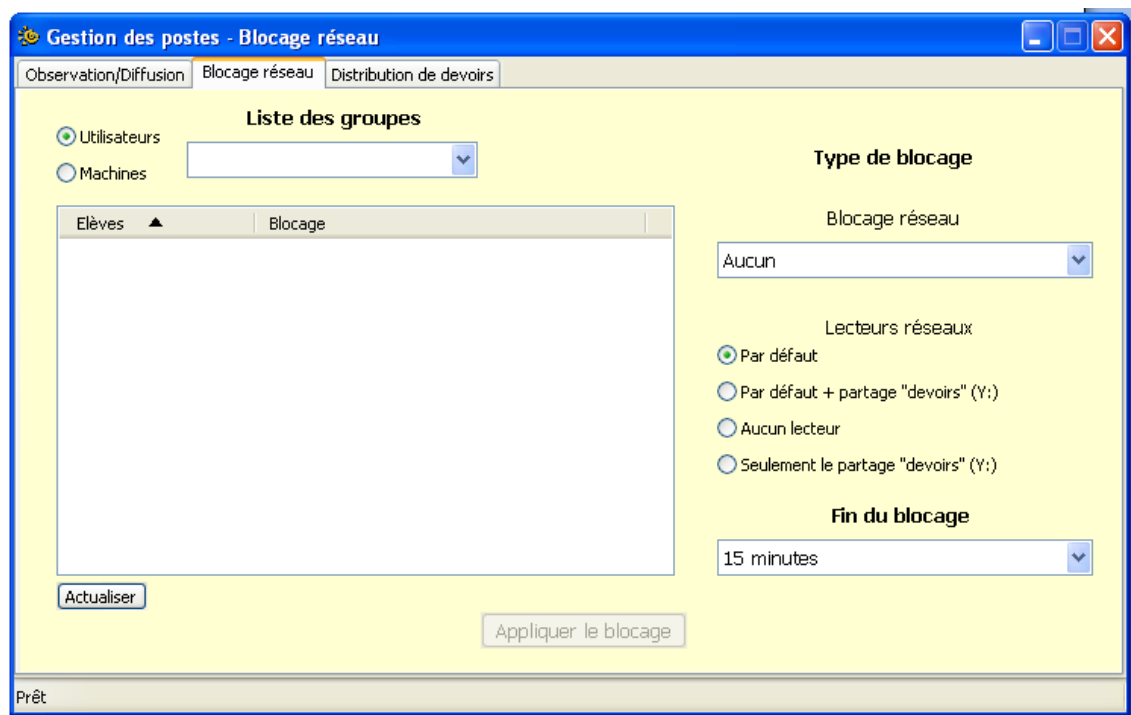 Gestion des postes - Blocage réseau
Observation/Diffusion Blocage réseau Distribution de devoirs
Liste des groupes
Utilisateurs
Machines
Elèves Blocage
Actualiser
Type de blocage
Blocage réseau
Aucun
Lecteurs réseaux
Par défaut
Par défaut + partage "devoirs" (Y:)
Aucun lecteur
Seulement le partage "devoirs" (Y:)
Fin du blocage
15 minutes
Appliquer le blocage
Prêt